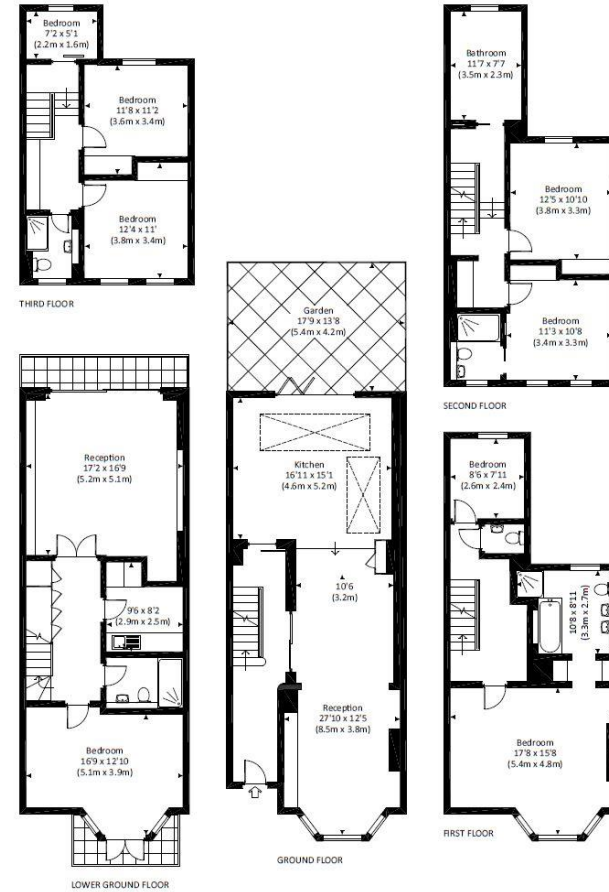 Bedroom
7'2 x 5'1
(2.2m x 1.6m)
Bedroom
11'8 x 11'2
(3.6m x 3.4m)
Bedroom
12'4 x 11'
(3.8m x 3.4m)
THIRD FLOOR
Bathroom
11'7 x 7'7
(3.5m x 2.3m)
Bedroom
12'5 x 10'10
(3.8m x 3.3m)
Bedroom
11'3 x 10'8
(3.4m x 3.3m)
SECOND FLOOR
Reception
17'2 x 16'9
(5.2m x 5.1m)
9'6 x 8'2
(2.9m x 2.5m)
Bedroom
16'9 x 12'10
(5.1m x 3.9m)
LOWER GROUND FLOOR
Garden
17'9 x 13'8
(5.4m x 4.2m)
Kitchen
16'11 x 15'1
(4.6m x 5.2m)
10'6
(3.2m)
Reception
27'10 x 12'5
(8.5m x 3.8m)
GROUND FLOOR
Bedroom
8'6 x 7'11
(2.6m x 2.4m)
10'8 x 8'11
(3.3m x 2.7m)
Bedroom
17'8 x 15'8
(5.4m x 4.8m)
FIRST FLOOR